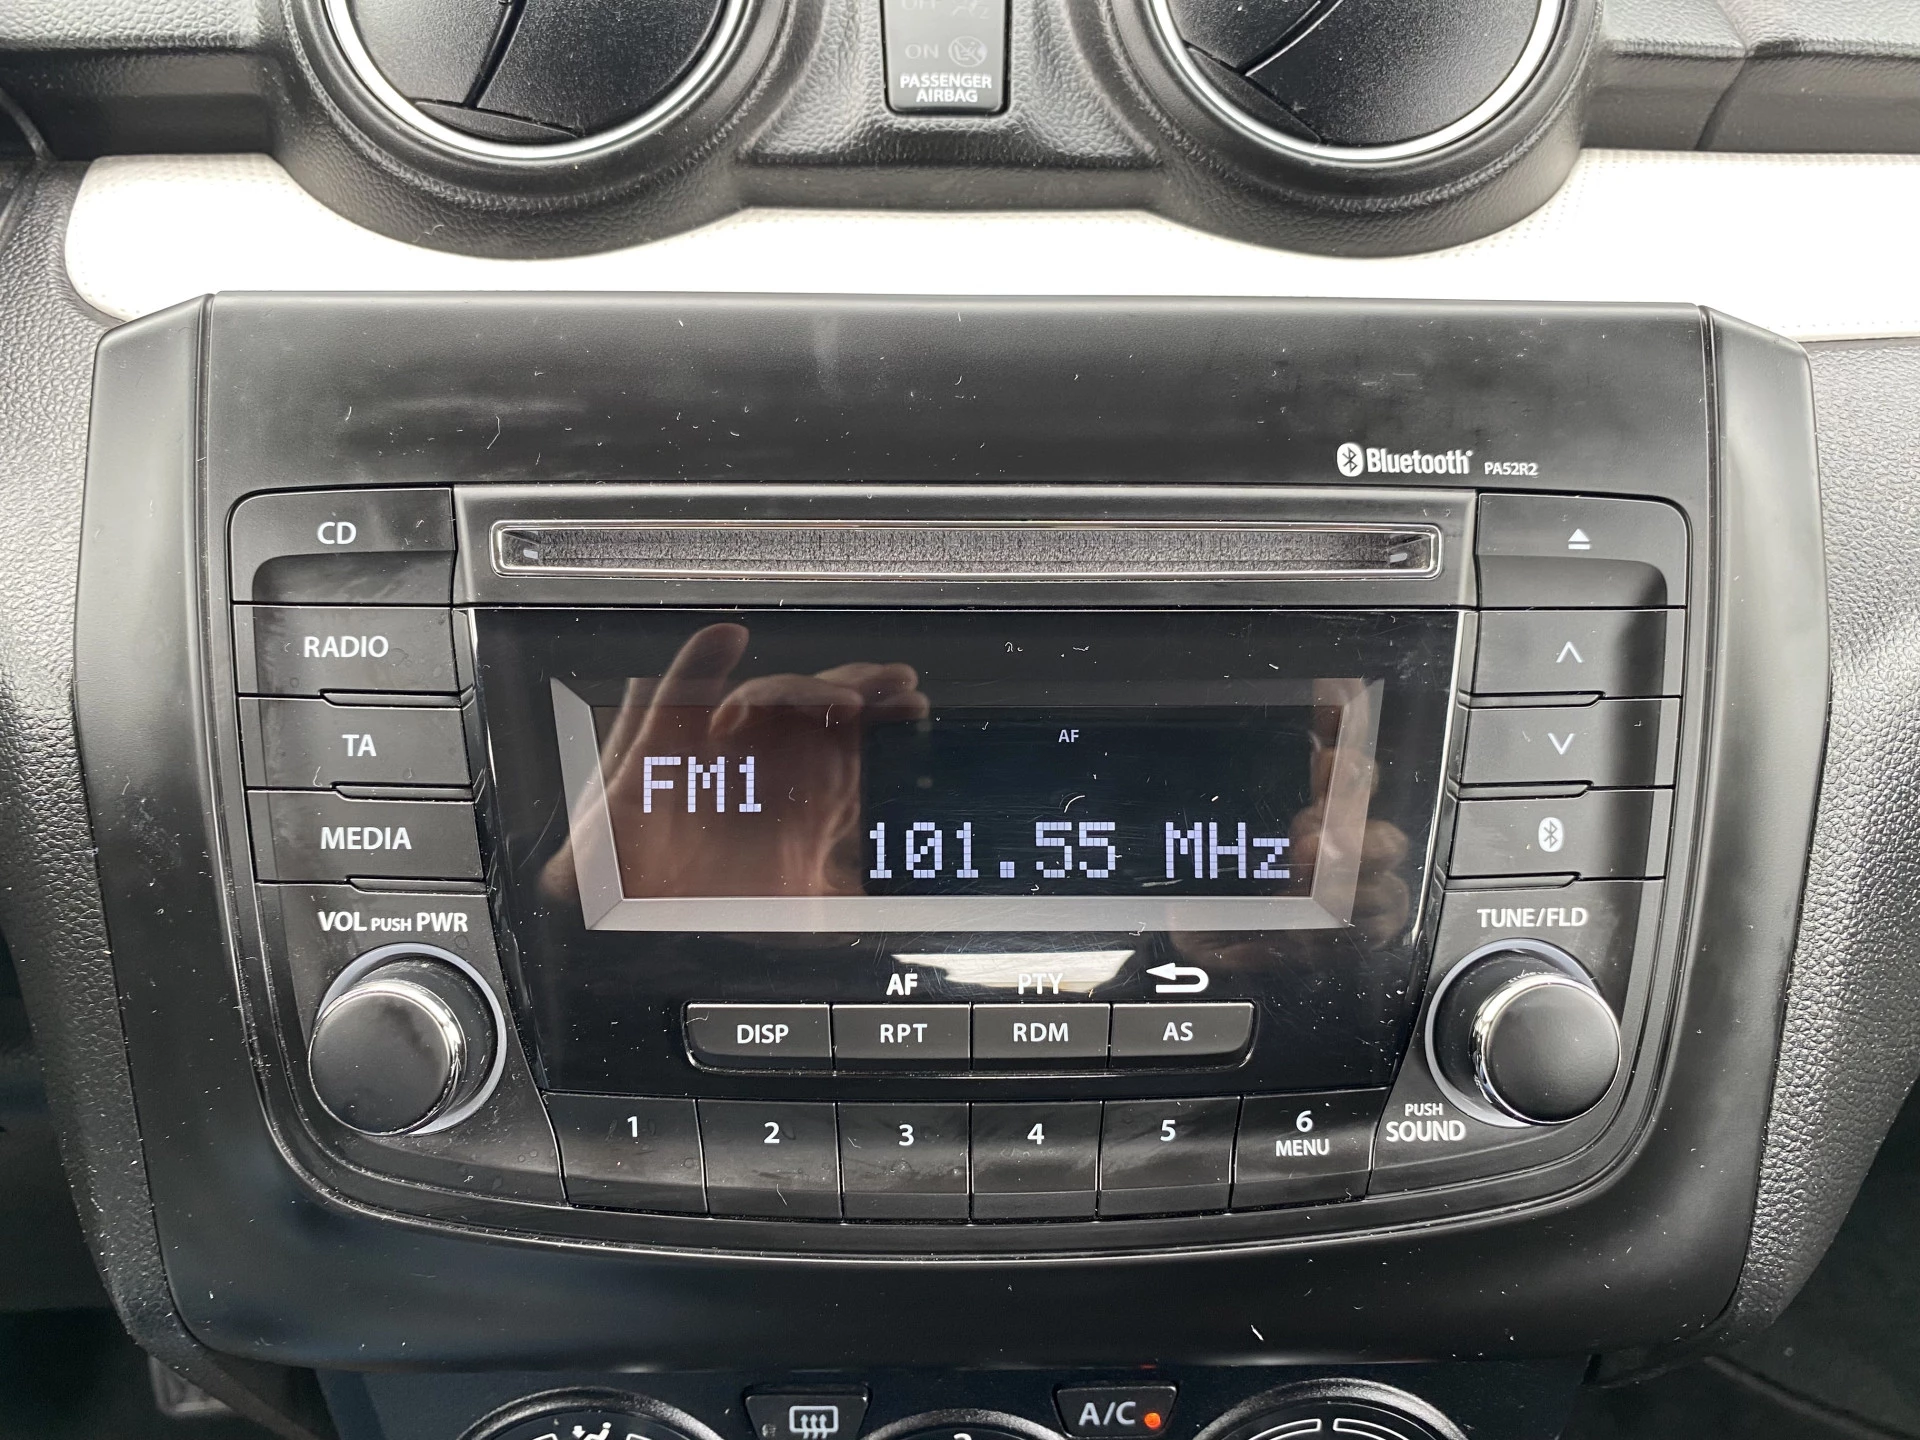 OFF
ON
PASSENGER
AIRBAG
Bluetooth® PA52R2
CD
RADIO
TA
MEDIA
AF
FM1
101.55 MHz
VOL PUSH PWR
TUNE/FLD
AF PTY
DISP RPT RDM AS
1 2 3 4 5 6
MENU
PUSH
SOUND
A/C